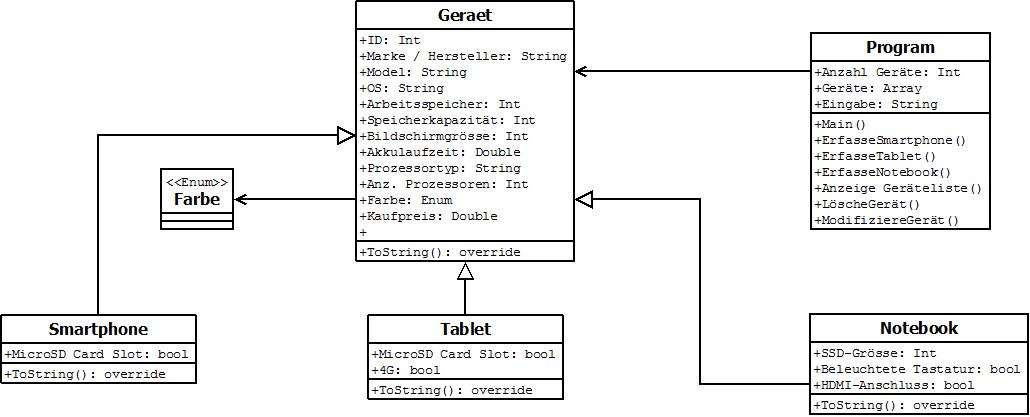 Geraet
+ID: Int
+Marke / Hersteller: String
+Model: String
+OS: String
+Arbeitsspeicher: Int
+Speicherkapazität: Int
+Bildschirmgrösse: Int
+Akkulaufzeit: Double
+Prozessortyp: String
+Anz. Prozessoren: Int
+Farbe: Enum
+Kaufpreis: Double
+
+ToString(): override
Program
+Anzahl Geräte: Int
+Geräte: Array
+Eingabe: String
+Main()
+ErfasseSmartphone()
+ErfasseTablet()
+ErfasseNotebook()
+Anzeige Geräteliste()
+LöscheGerät()
+ModifiziereGerät()
<<Enum>>
Farbe
Smartphone
+MicroSD Card Slot: bool
+ToString(): override
Tablet
+MicroSD Card Slot: bool
+4G: bool
+ToString(): override
Notebook
+SSD-Grösse: Int
+Beleuchtete Tastatur: bool
+HDMI-Anschluss: bool
+ToString(): override